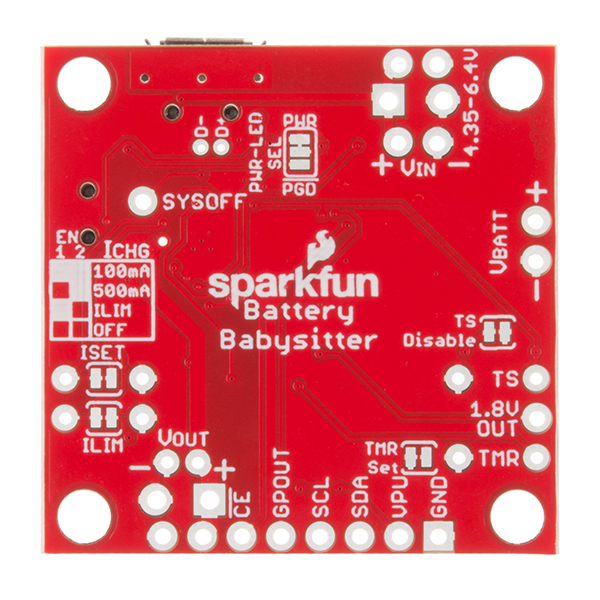 D- D+
PWR-LED
SEL
PWR
PGD
+ VIN -
4.35-6.4V
SYSOFF
+
VBATT
-
EN
1 2 ICHG
100mA
500mA
ILIM
OFF
sparkfun
Battery
Babysitter
TS
Disable
ISET
TS
1.8V
OUT
ILIM
VOUT
- +
TMR
Set
TMR
CE
GPOUT
SCL
SDA
VPU
GND